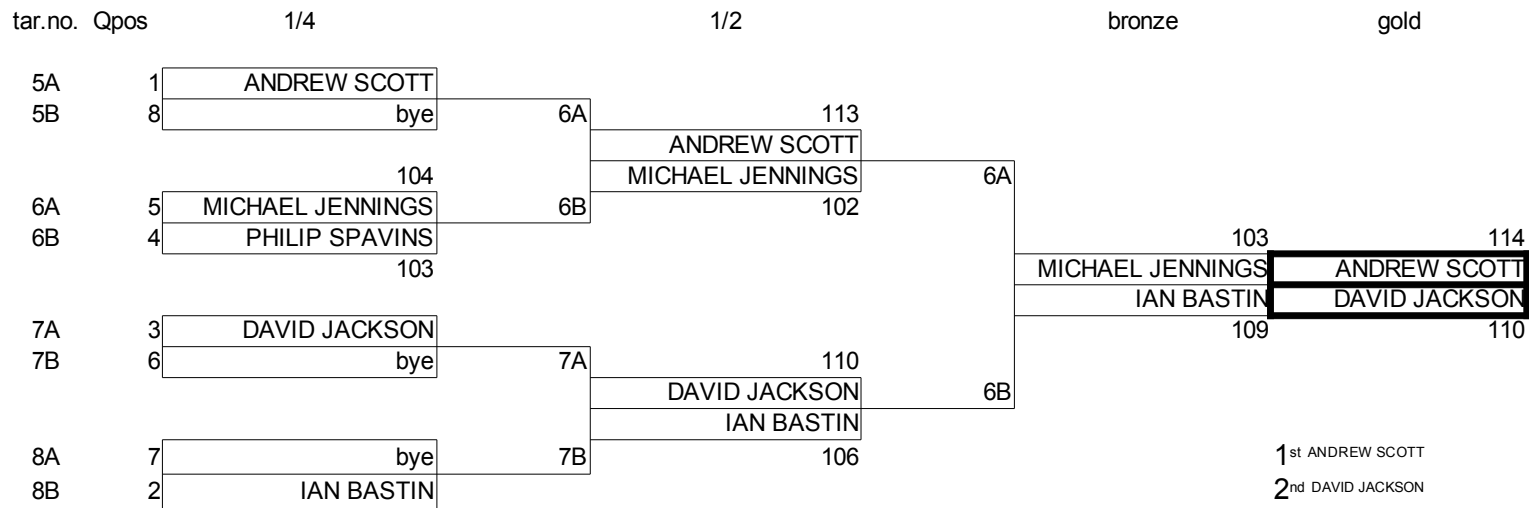 tar.no. Qpos 1/4 1/2 bronze gold
5A 1 ANDREW SCOTT
5B 8 bye 6A 113
ANDREW SCOTT
104 MICHAEL JENNINGS 6A
6A 5 MICHAEL JENNINGS 6B 102
6B 4 PHILIP SPAVINS 103 114
103 MICHAEL JENNINGS ANDREW SCOTT
IAN BASTIN DAVID JACKSON
7A 3 DAVID JACKSON 109 110
7B 6 bye 7A 110
DAVID JACKSON 6B
IAN BASTIN
8A 7 bye 7B 106 1st ANDREW SCOTT
8B 2 IAN BASTIN 2nd DAVID JACKSON